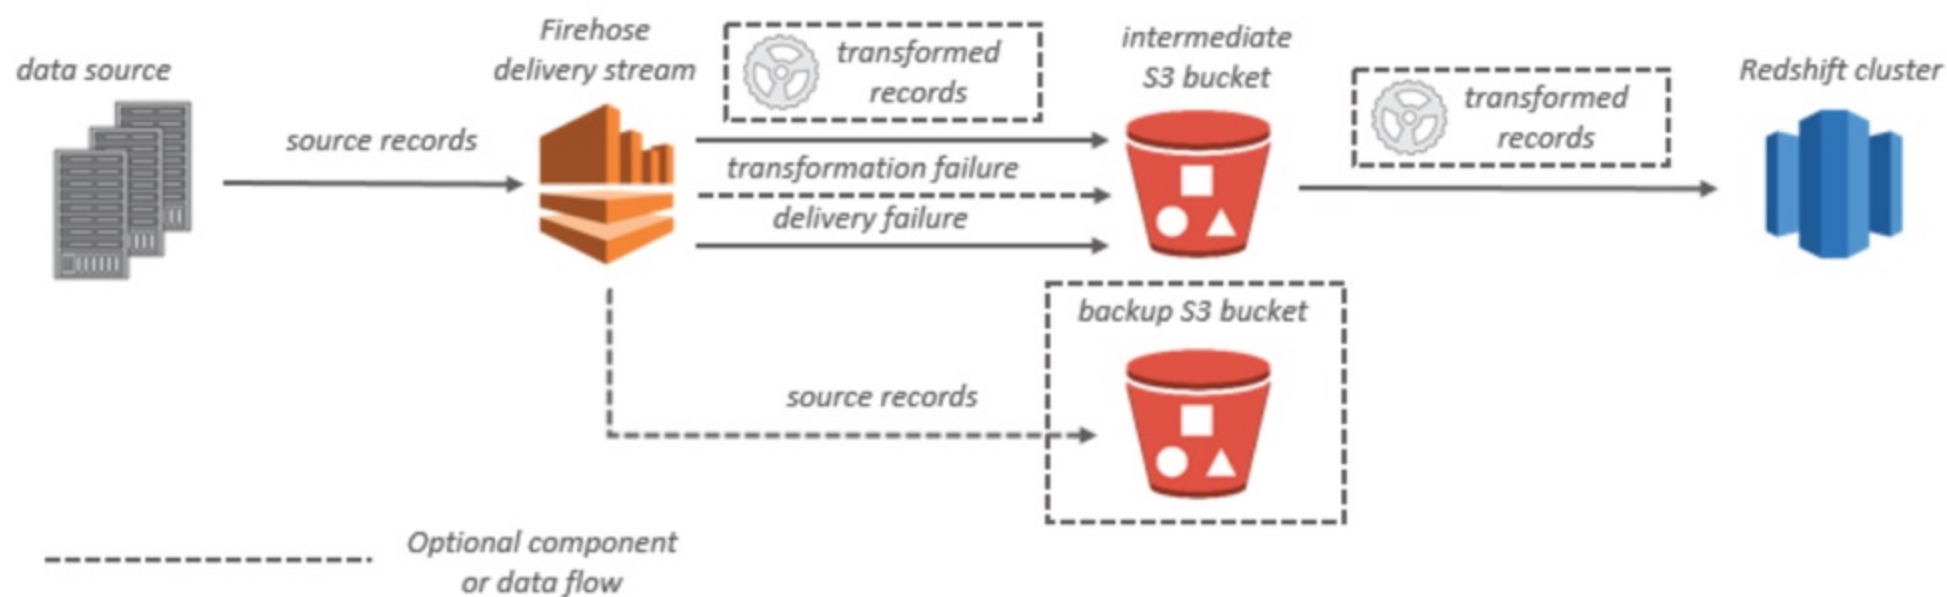 data source
source records
Firehose
delivery stream
transformed
records
transformation failure
delivery failure
intermediate
S3 bucket
transformed
records
Redshift cluster
backup S3 bucket
source records
Optional component
or data flow